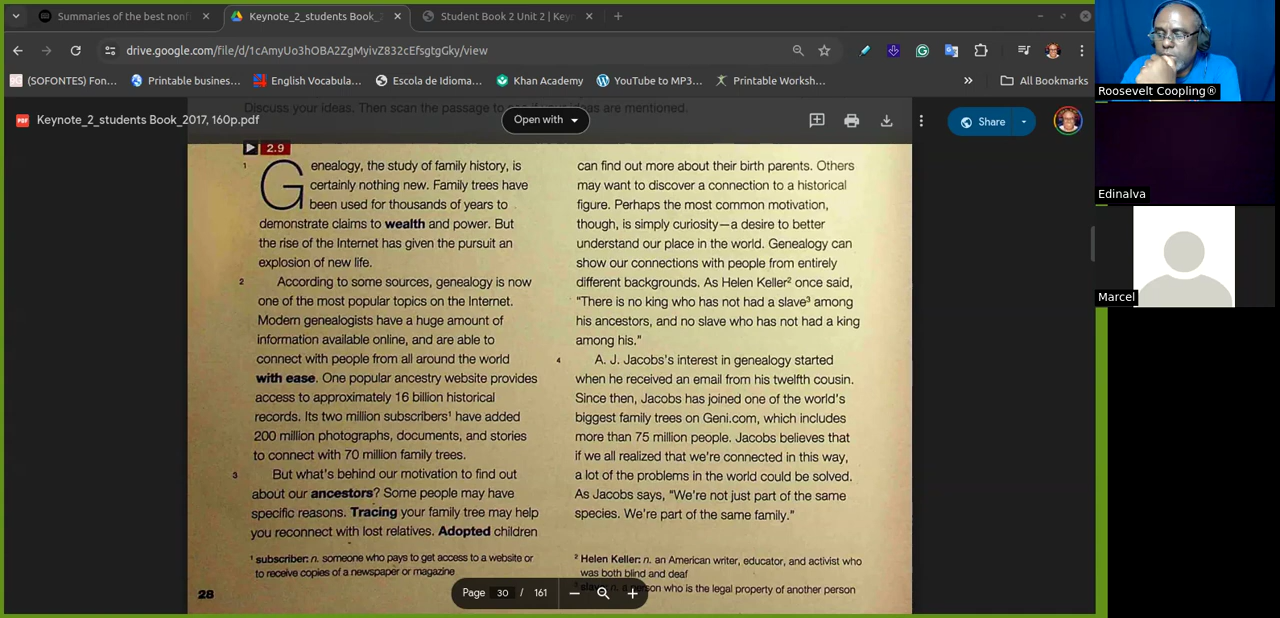 Summaries of the best nonf
Keynote_2_students Book_
Student Book 2 Unit 2 | Key
drive.google.com/file/d/1cAmyUo3hOBA2ZgMyivZ832cEfsgtgGky/view
(SOFONTES) Fon...
Printable busines...
English Vocabula...
Escola de Idioma...
Khan Academy
YouTube to MP3...
Printable Worksh...
All Bookmarks
Discuss your ideas. Then scan the passage to see if your ideas are mentioned.
Keynote_2_students Book_2017, 160p.pdf
Open with
Share
2.9
1 Genealogy, the study of family history, is
certainly nothing new. Family trees have
been used for thousands of years to
demonstrate claims to wealth and power. But
the rise of the Internet has given the pursuit an
explosion of new life.
2 According to some sources, genealogy is now
one of the most popular topics on the Internet.
Modern genealogists have a huge amount of
information available online, and are able to
connect with people from all around the world
with ease. One popular ancestry website provides
access to approximately 16 billion historical
records. Its two million subscribers¹ have added
200 million photographs, documents, and stories
to connect with 70 million family trees.
3 But what's behind our motivation to find out
about our ancestors? Some people may have
specific reasons. Tracing your family tree may help
you reconnect with lost relatives. Adopted children
can find out more about their birth parents. Others
may want to discover a connection to a historical
figure. Perhaps the most common motivation,
though, is simply curiosity—a desire to better
understand our place in the world. Genealogy can
show our connections with people from entirely
different backgrounds. As Helen Keller² once said,
"There is no king who has not had a slave³ among
his ancestors, and no slave who has not had a king
among his."
4 A. J. Jacobs's interest in genealogy started
when he received an email from his twelfth cousin.
Since then, Jacobs has joined one of the world's
biggest family trees on Geni.com, which includes
more than 75 million people. Jacobs believes that
if we all realized that we're connected in this way,
a lot of the problems in the world could be solved.
As Jacobs says, "We're not just part of the same
species. We're part of the same family."
¹ subscriber: n. someone who pays to get access to a website or
to receive copies of a newspaper or magazine
² Helen Keller: n. an American writer, educator, and activist who
was both blind and deaf
³ slave: n. a person who is the legal property of another person
28
Page 30 / 161
Roosevelt Coopling®
Edinalva
Marcel